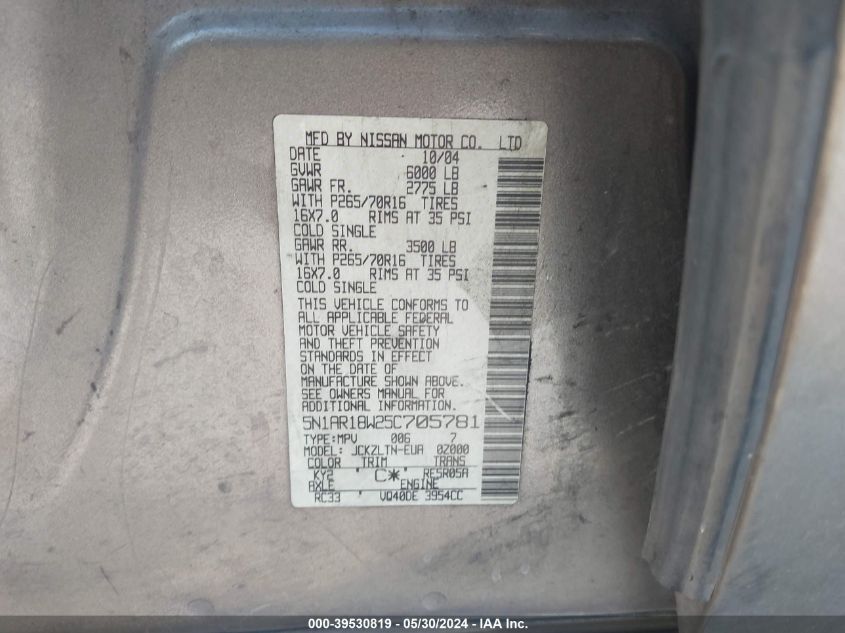 MFD BY NISSAN MOTOR CO. LTD
DATE 10/04
GVWR 6000 LB
GAWR FR. 2775 LB
WITH P265/70R16 TIRES
16X7.0 RIMS AT 35 PSI
COLD SINGLE
GAWR RR. 3500 LB
WITH P265/70R16 TIRES
16X7.0 RIMS AT 35 PSI
COLD SINGLE
THIS VEHICLE CONFORMS TO
ALL APPLICABLE FEDERAL
MOTOR VEHICLE SAFETY
AND THEFT PREVENTION
STANDARDS IN EFFECT
ON THE DATE OF
MANUFACTURE SHOWN ABOVE.
SEE OWNERS MANUAL FOR
ADDITIONAL INFORMATION.
5N1AR18W25C705781
TYPE:MPV 006 7
MODEL: JCKZLTN-EUA 0Z000
COLOR TRIM TRANS
KY2 ' C* ' RE5R05A
AXLE ENGINE
RC33 ' VQ40DE 3954CC
000-39530819 - 05/30/2024 - IAA Inc.